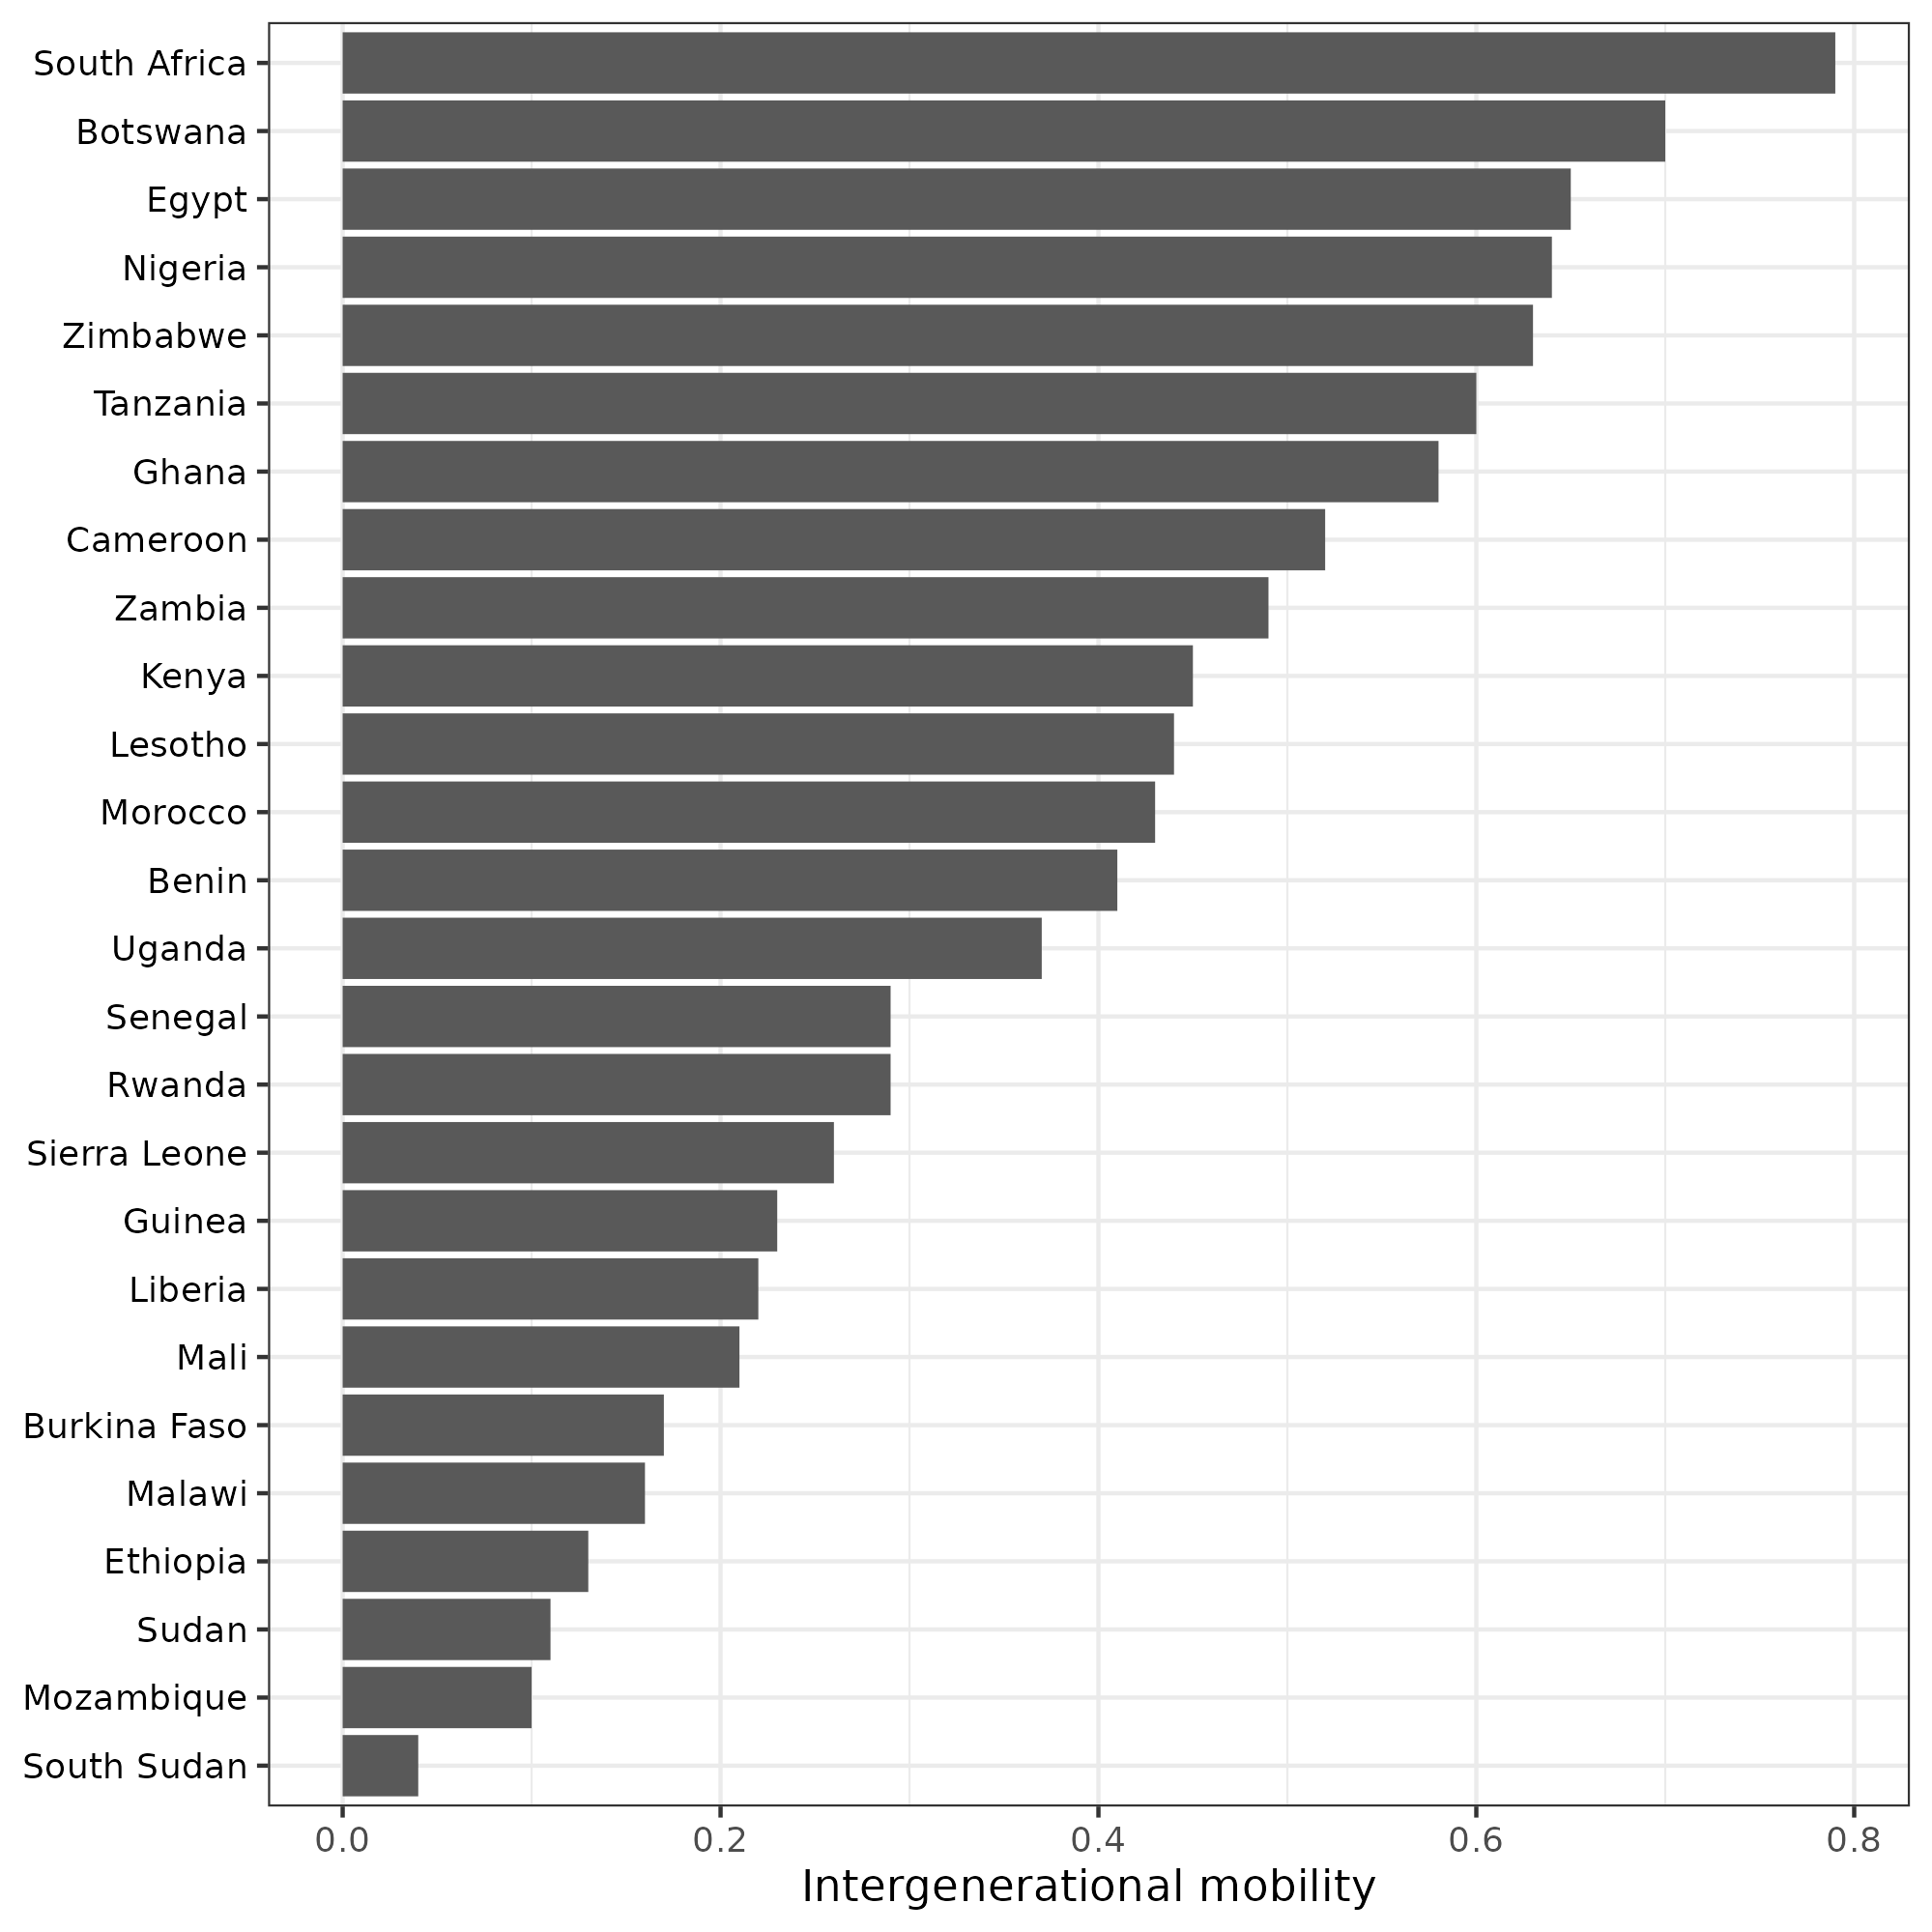 South Africa
Botswana
Egypt
Nigeria
Zimbabwe
Tanzania
Ghana
Cameroon
Zambia
Kenya
Lesotho
Morocco
Benin
Uganda
Senegal
Rwanda
Sierra Leone
Guinea
Liberia
Mali
Burkina Faso
Malawi
Ethiopia
Sudan
Mozambique
South Sudan
0.0 0.2 0.4 0.6 0.8
Intergenerational mobility